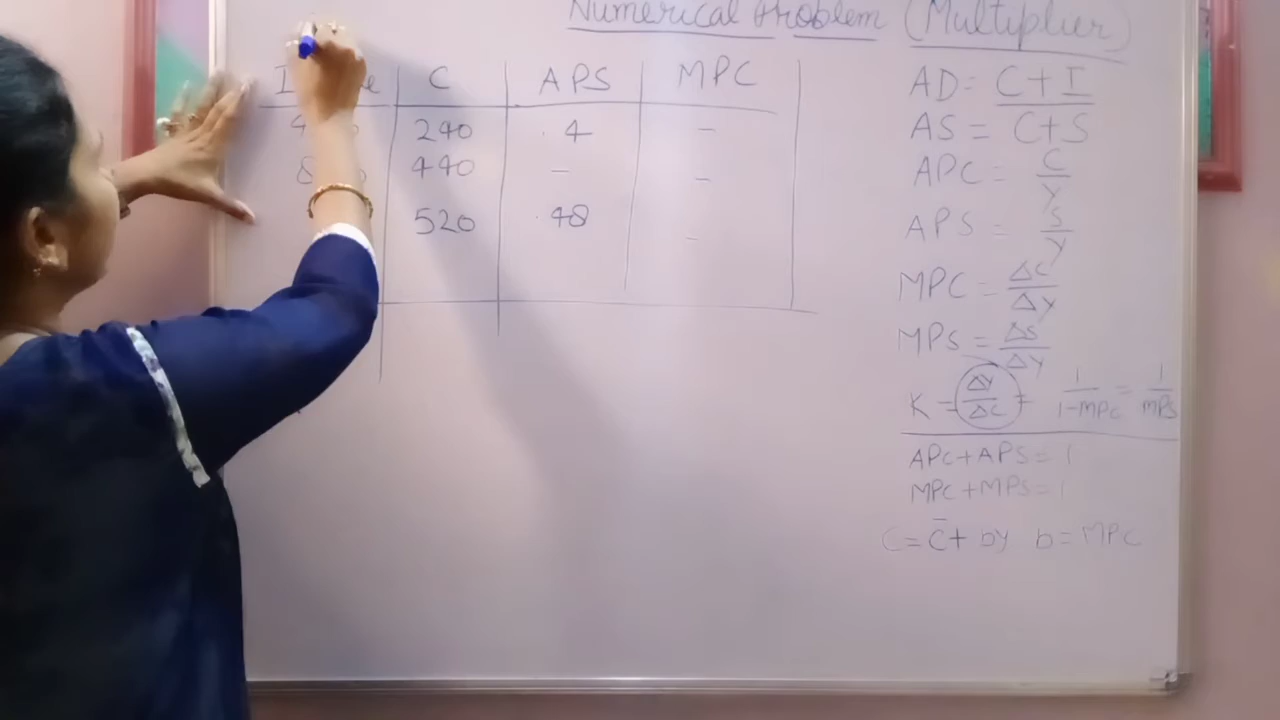 Numerical Problem (Multiplier)
C APS MPC
240 .4 -
440 - -
520 .48 -
AD = C+I
AS = C+S
APC = C/Y
APS = S/Y
MPC = ΔC/ΔY
MPS = ΔS/ΔY
K = ΔY/ΔC = 1/1-MPC = 1/MPS
APC+APS=1
MPC+MPS=1
C = C̄ + by b = MPC